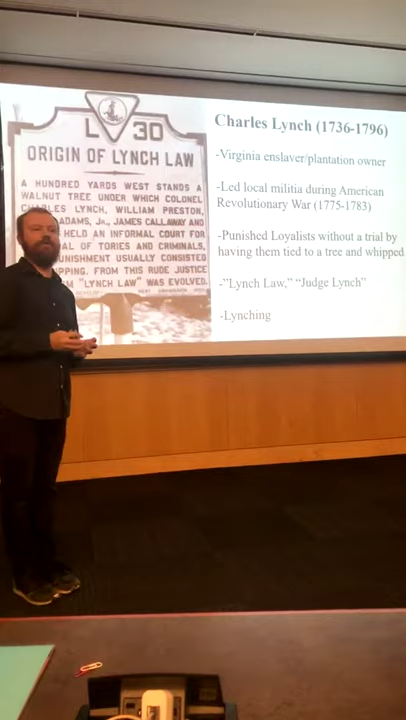 L 30
ORIGIN OF LYNCH LAW
A HUNDRED YARDS WEST STANDS A
WALNUT TREE UNDER WHICH COLONEL
CHARLES LYNCH, WILLIAM PRESTON,
ADAMS, JR., JAMES CALLAWAY AND
HELD AN INFORMAL COURT FOR
AL OF TORIES AND CRIMINALS,
UNISHMENT USUALLY CONSISTED
PPING. FROM THIS RUDE JUSTICE
M "LYNCH LAW" WAS EVOLVED.
Charles Lynch (1736-1796)
-Virginia enslaver/plantation owner
-Led local militia during American
Revolutionary War (1775-1783)
-Punished Loyalists without a trial by
having them tied to a tree and whipped
-"Lynch Law," "Judge Lynch"
-Lynching